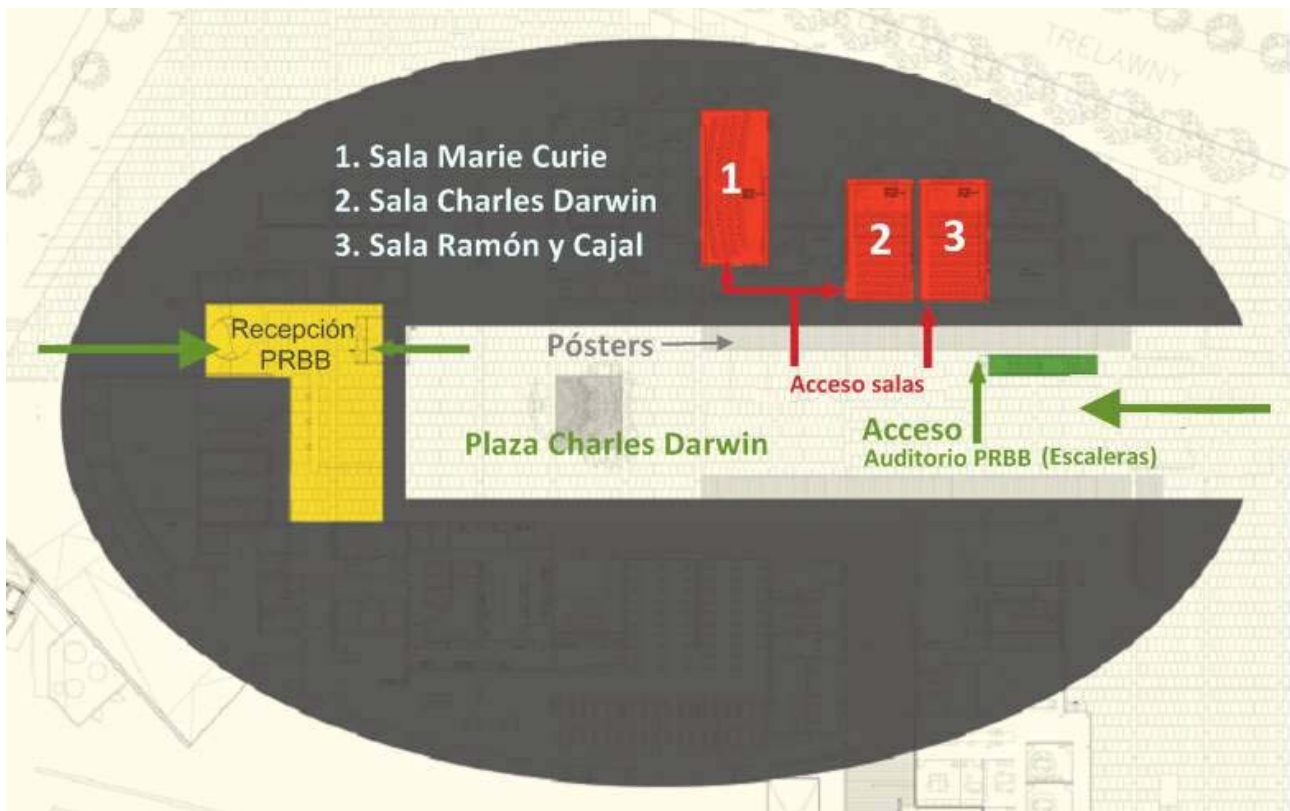 TRELAWNY
1. Sala Marie Curie
2. Sala Charles Darwin
3. Sala Ramón y Cajal
1
2
3
Recepción
PRBB
Pósters
Acceso salas
Plaza Charles Darwin
Acceso
Auditorio PRBB (Escaleras)